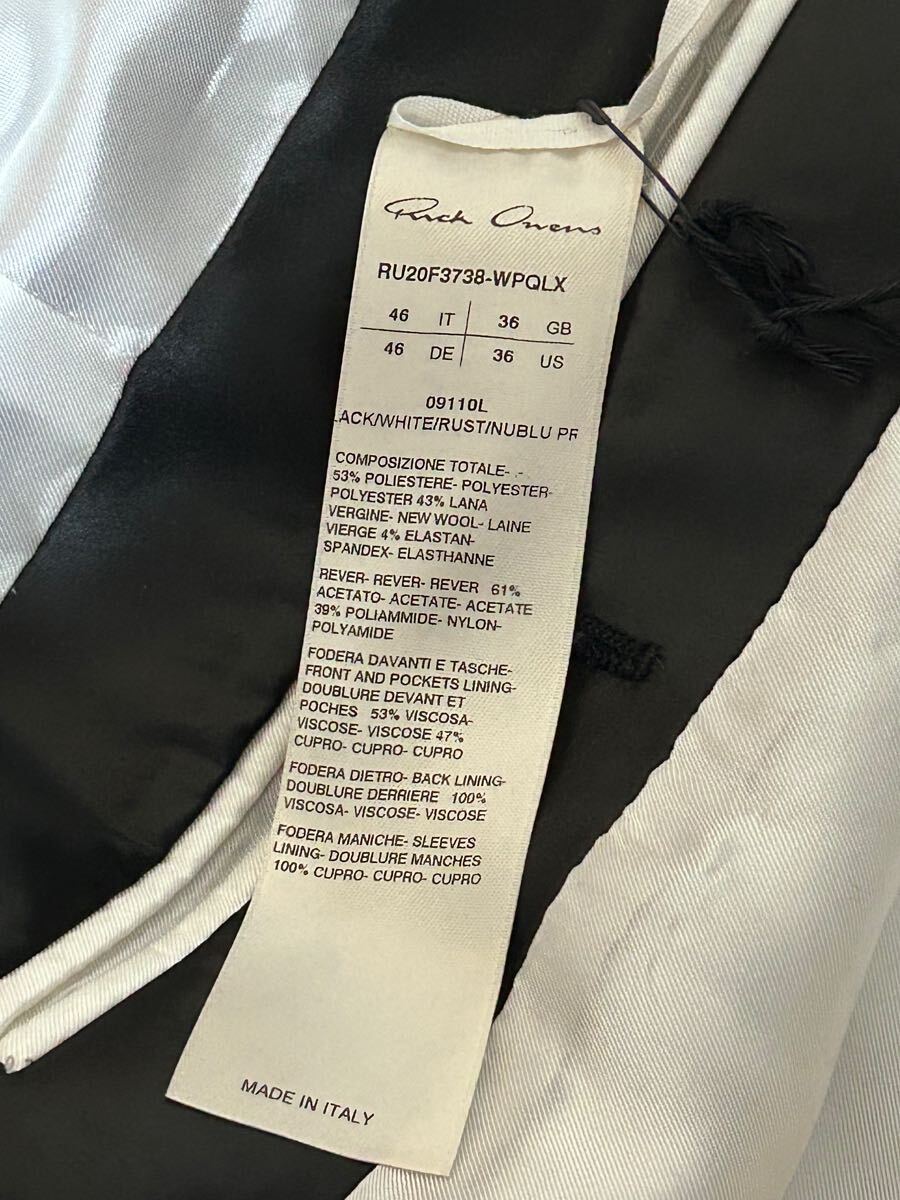 Rick Owens
RU20F3738-WPQLX
46 IT 36 GB
46 DE 36 US
09110L
LACK/WHITE/RUST/NUBLU PR
COMPOSIZIONE TOTALE- .-
53% POLIESTERE- POLYESTER-
POLYESTER 43% LANA
VERGINE- NEW WOOL- LAINE
VIERGE 4% ELASTAN-
SPANDEX- ELASTHANNE
REVER- REVER- REVER 61%
ACETATO- ACETATE- ACETATE
39% POLIAMMIDE- NYLON-
POLYAMIDE
FODERA DAVANTI E TASCHE-
FRONT AND POCKETS LINING-
DOUBLURE DEVANT ET
POCHES 53% VISCOSA-
VISCOSE- VISCOSE 47%
CUPRO- CUPRO- CUPRO
FODERA DIETRO- BACK LINING-
DOUBLURE DERRIERE 100%
VISCOSA- VISCOSE- VISCOSE
FODERA MANICHE- SLEEVES
LINING- DOUBLURE MANCHES
100% CUPRO- CUPRO- CUPRO
MADE IN ITALY